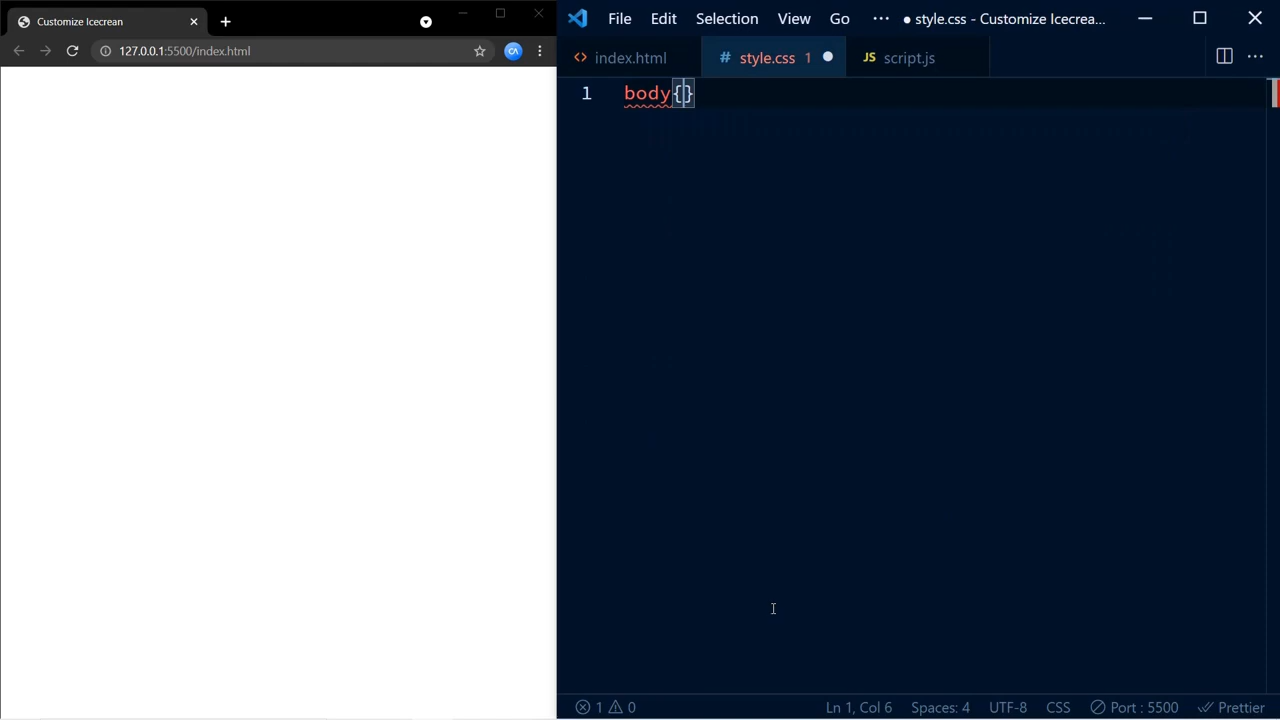 Customize Icecrean
127.0.0.1:5500/index.html
CA
File Edit Selection View Go ··· ● style.css - Customize Icecrea...
<> index.html # style.css 1 ● JS script.js ···
1 body{}
1 0 Ln 1, Col 6 Spaces: 4 UTF-8 CSS Port : 5500 Prettier